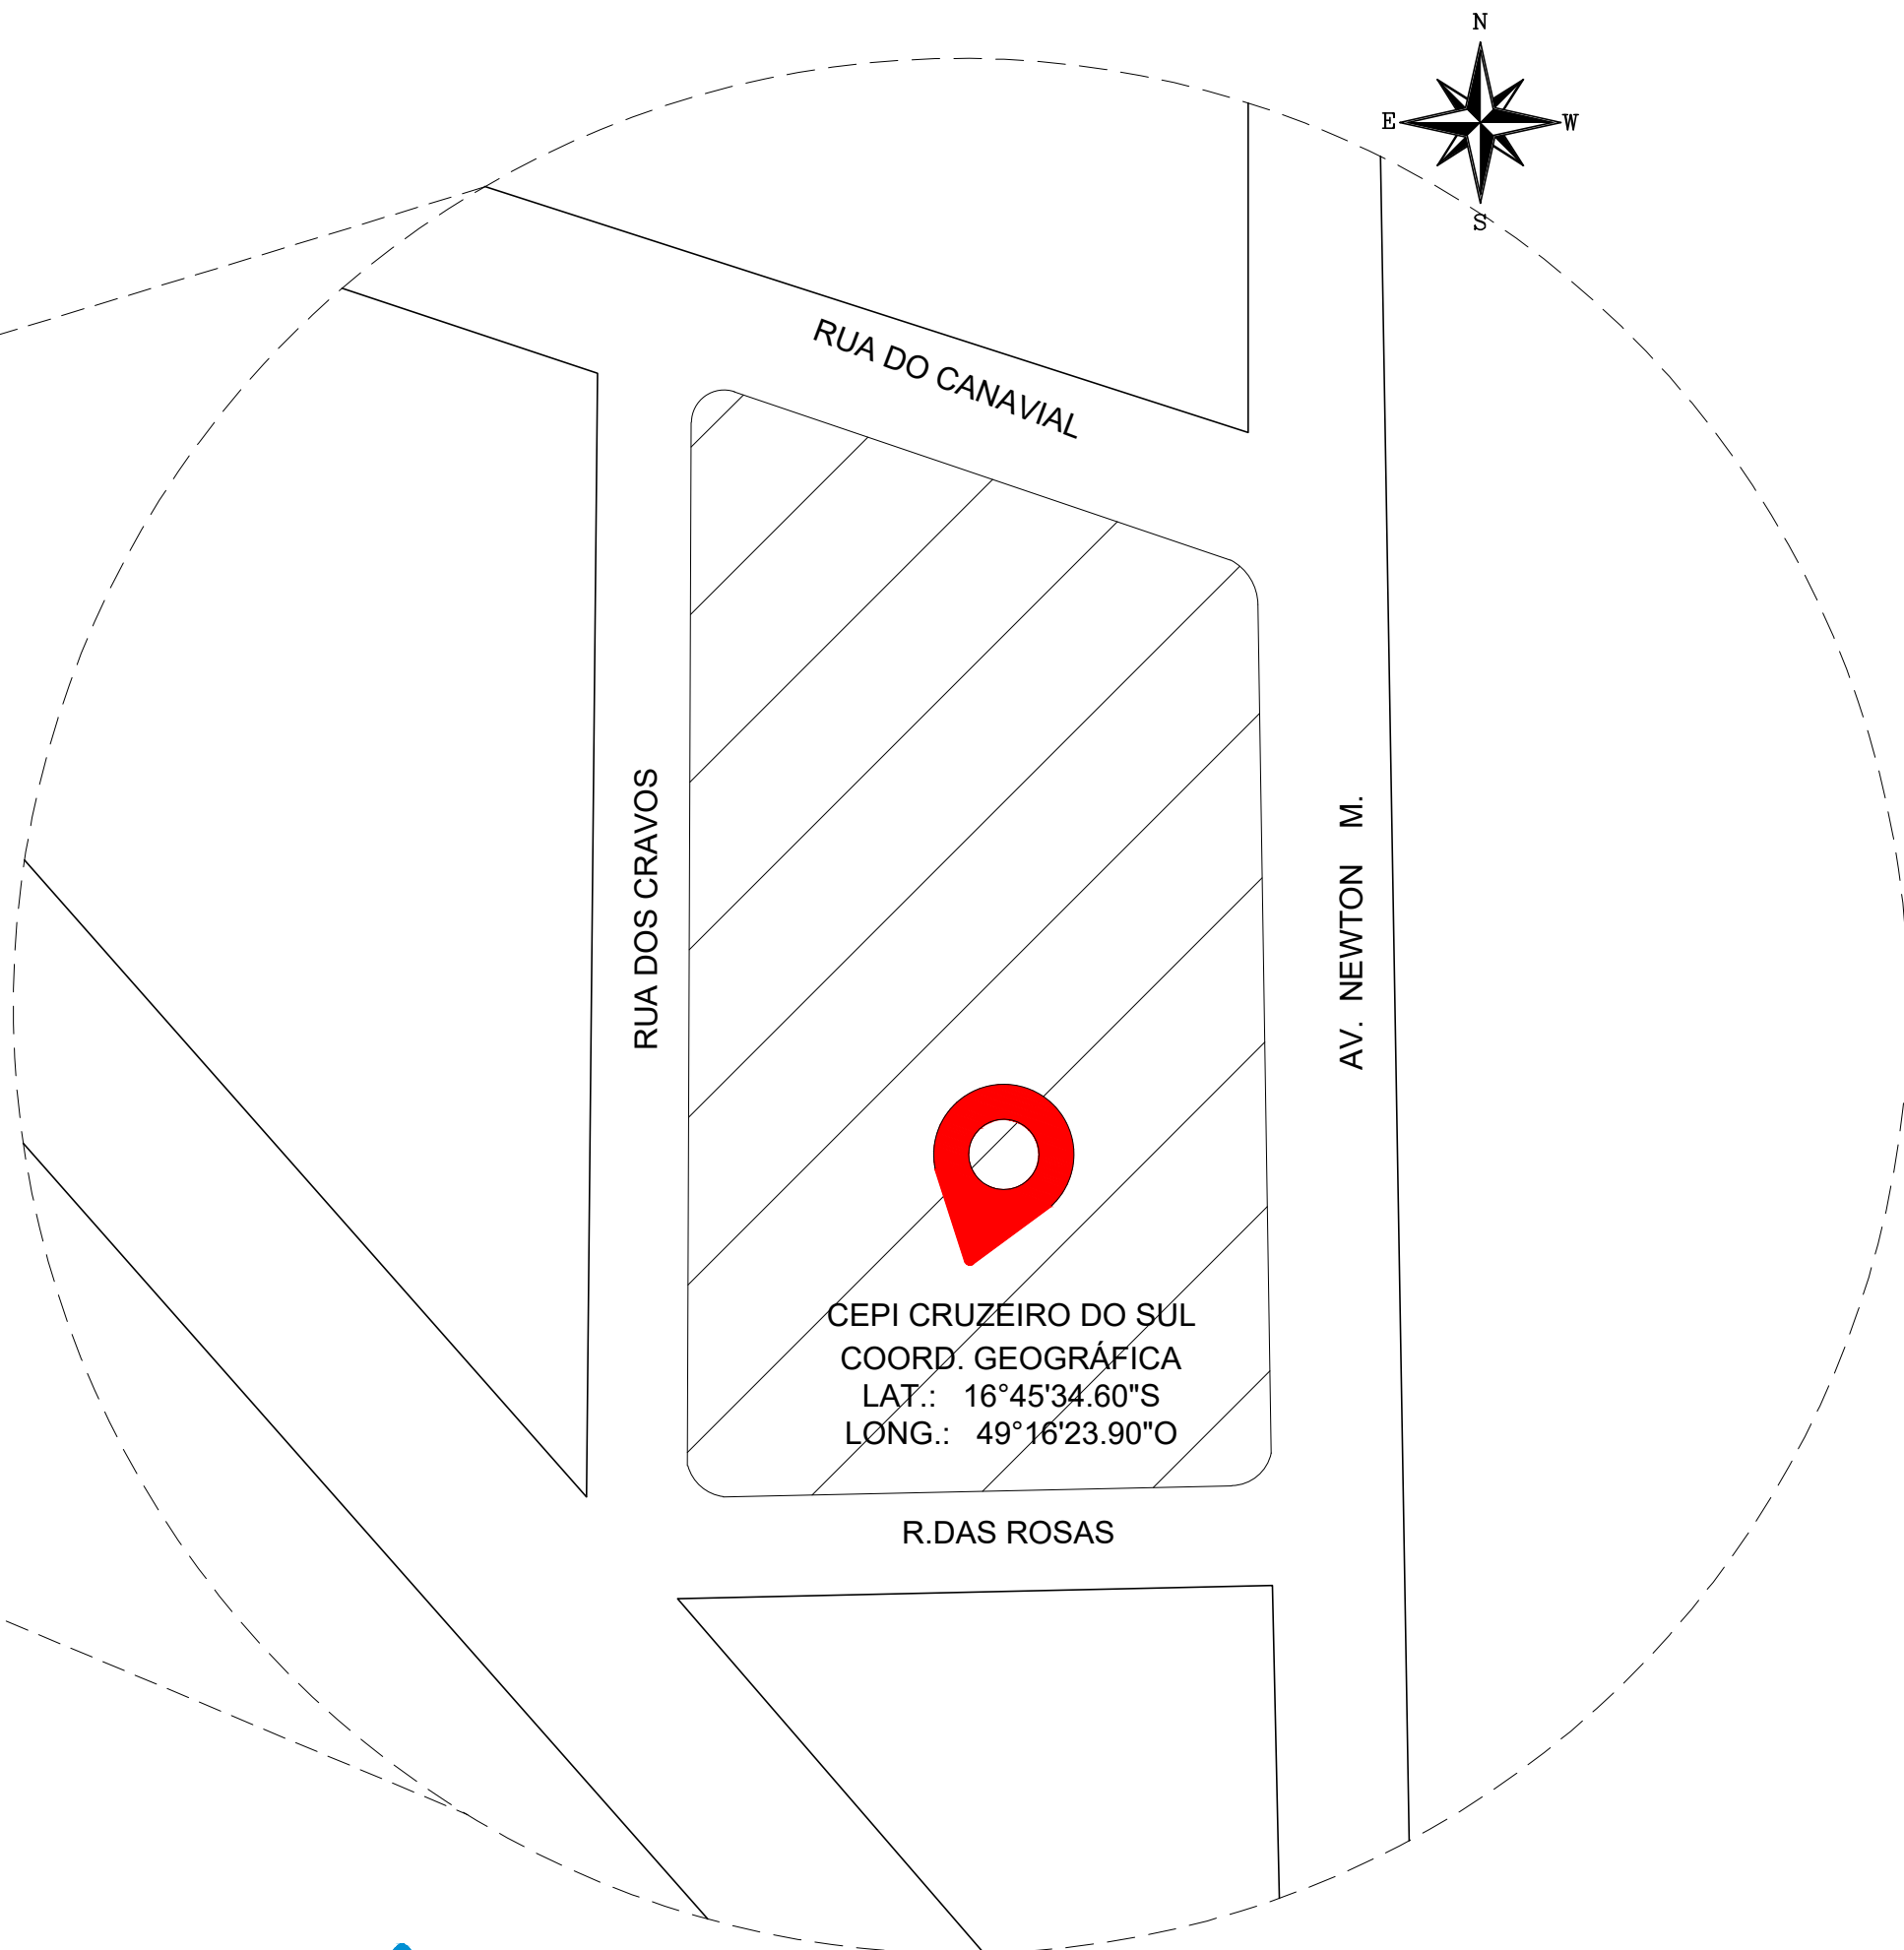 N
E
W
S
RUA DO CANAVIAL
RUA DOS CRAVOS
AV. NEWTON M.
CEPI CRUZEIRO DO SUL
COORD. GEOGRÁFICA
LAT.: 16°45'34.60"S
LONG.: 49°16'23.90"O
R.DAS ROSAS